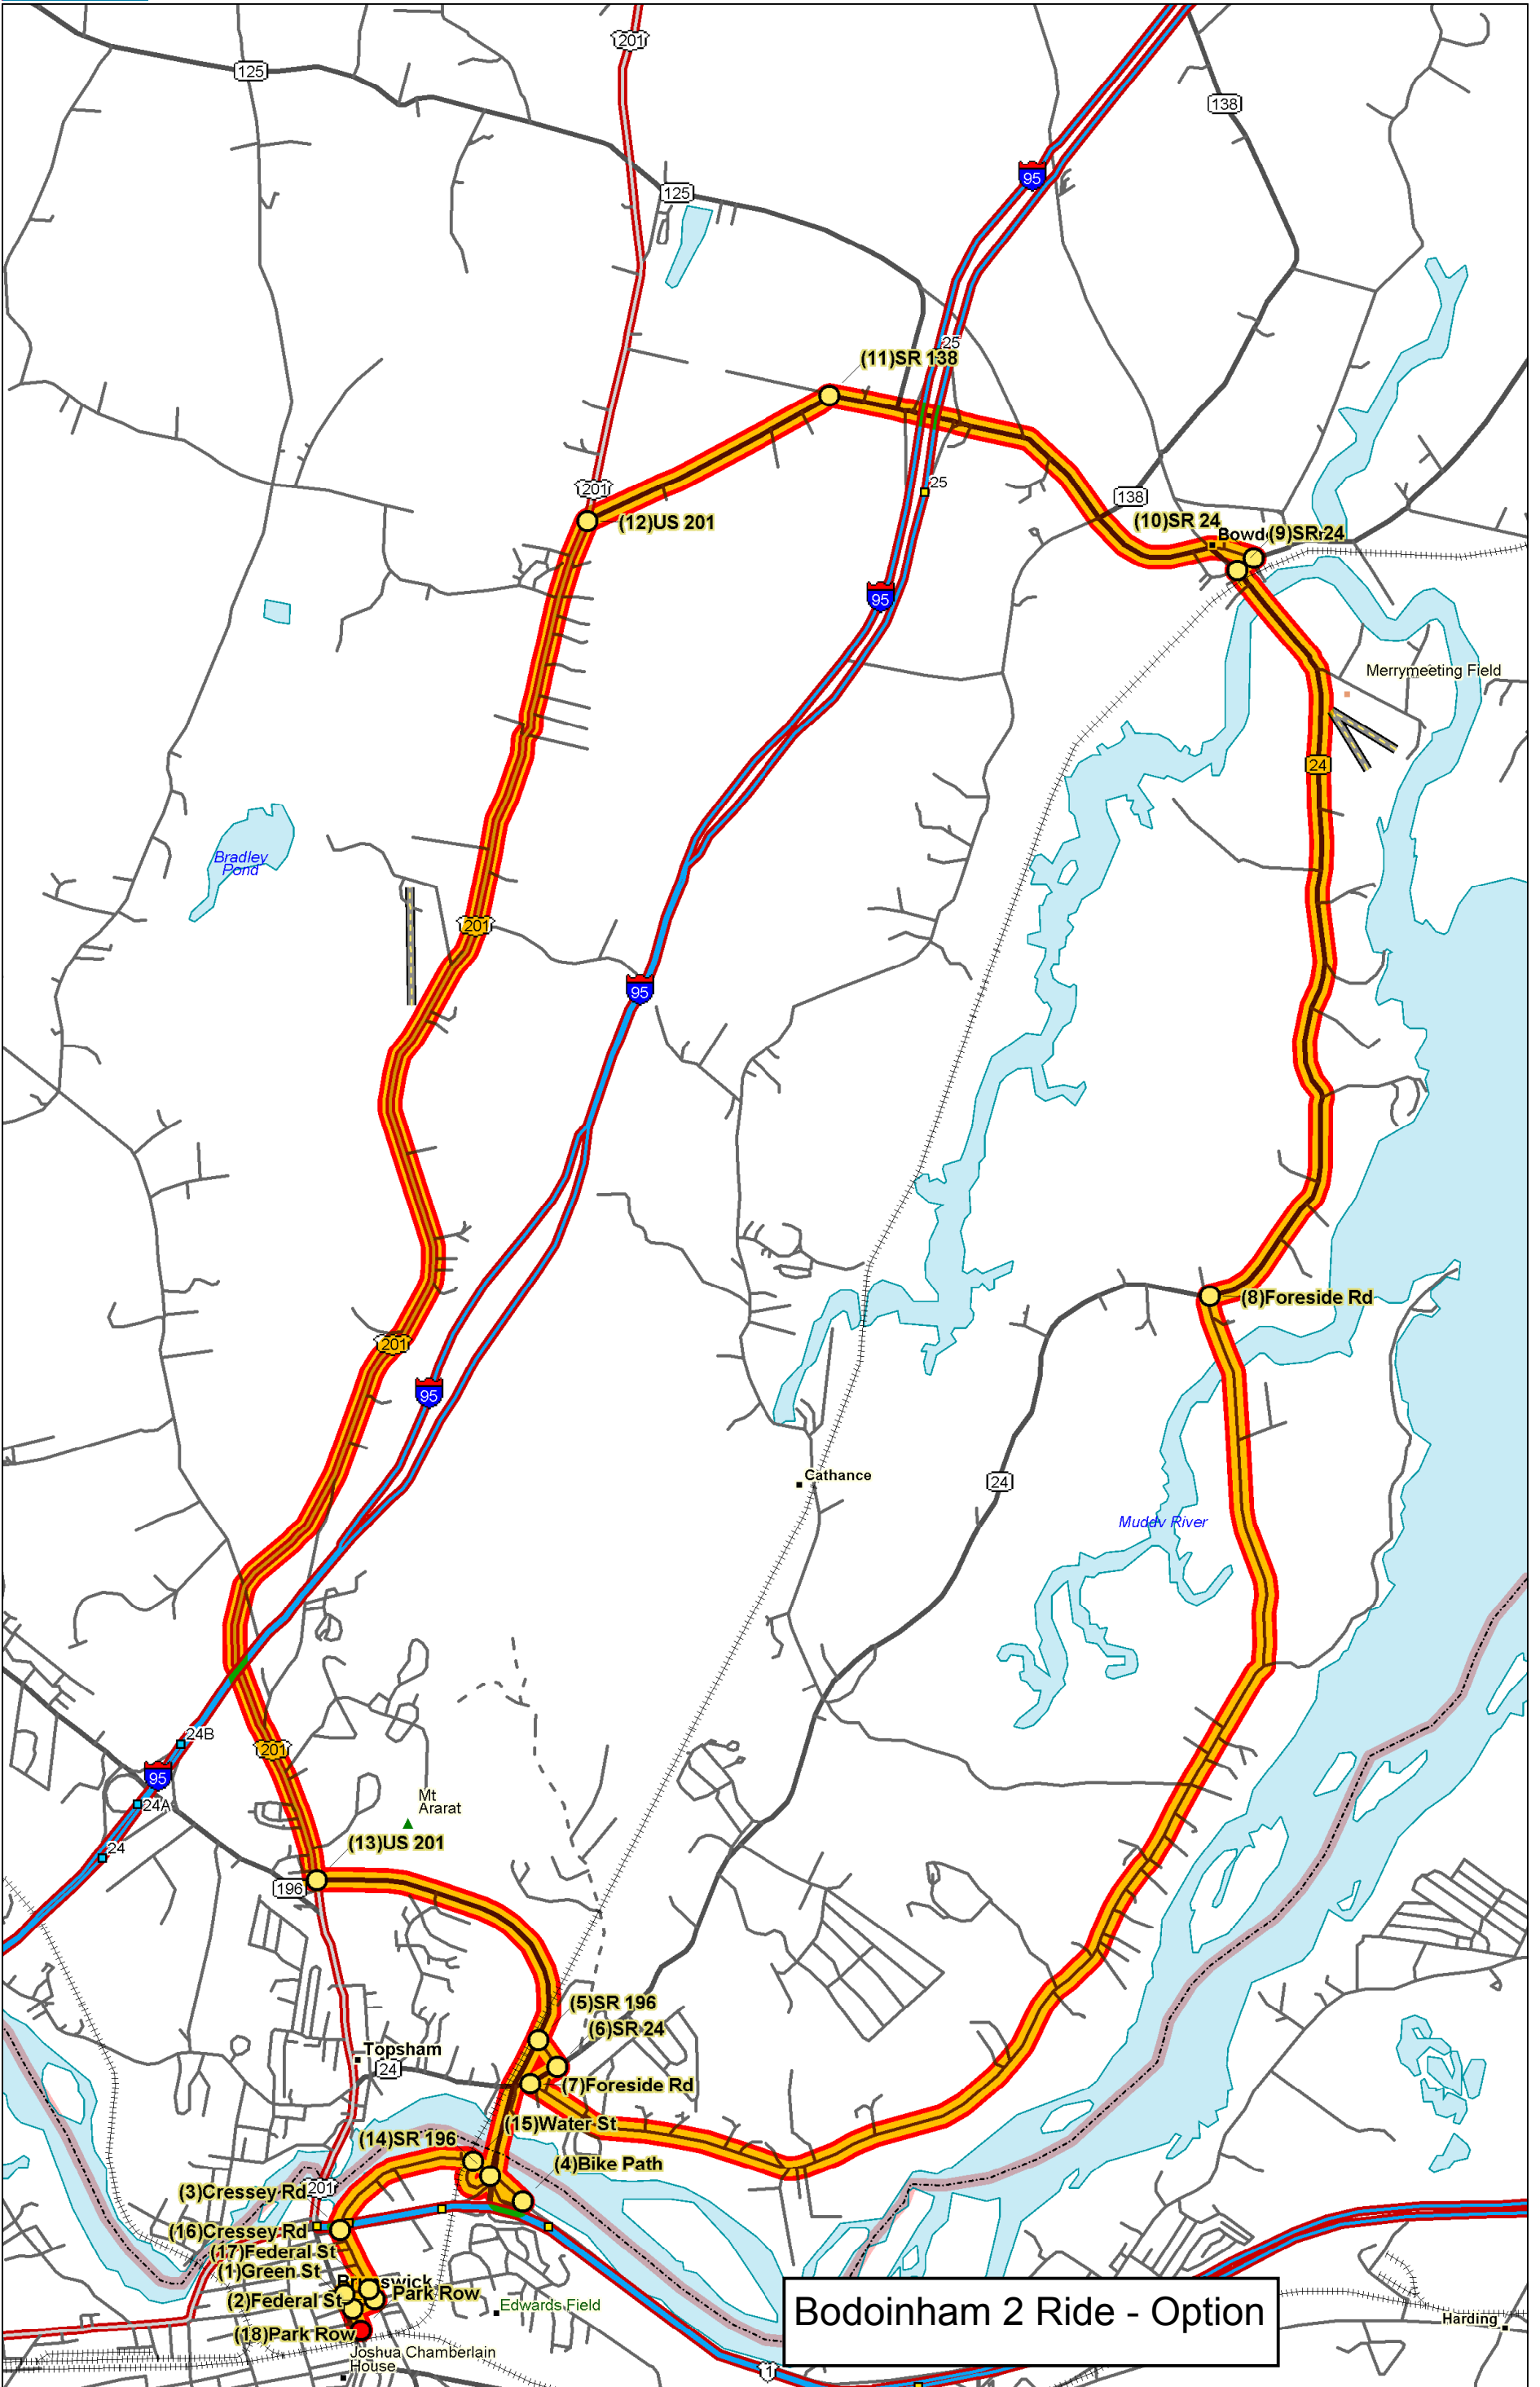 201
125
138
95
125
25
(11)SR 138
25
201
138
(12)US 201
(10)SR 24
(9)SR 24
95
Merrymeeting Field
24
Bradley
Pond
201
95
(8)Foreside Rd
201
95
Cathance
24
Muddy River
24B
201
95
24A
Mt
Ararat
24
(13)US 201
196
(5)SR 196
(6)SR 24
Topsham
24
(7)Foreside Rd
(15)Water St
(14)SR 196
(4)Bike Path
201
(3)Cressey Rd
(16)Cressey Rd
(17)Federal St
(1)Green St
Park Row
(2)Federal St
Edwards Field
Bodoinham 2 Ride - Option
Harding
(18)Park Row
Joshua Chamberlain
House
1